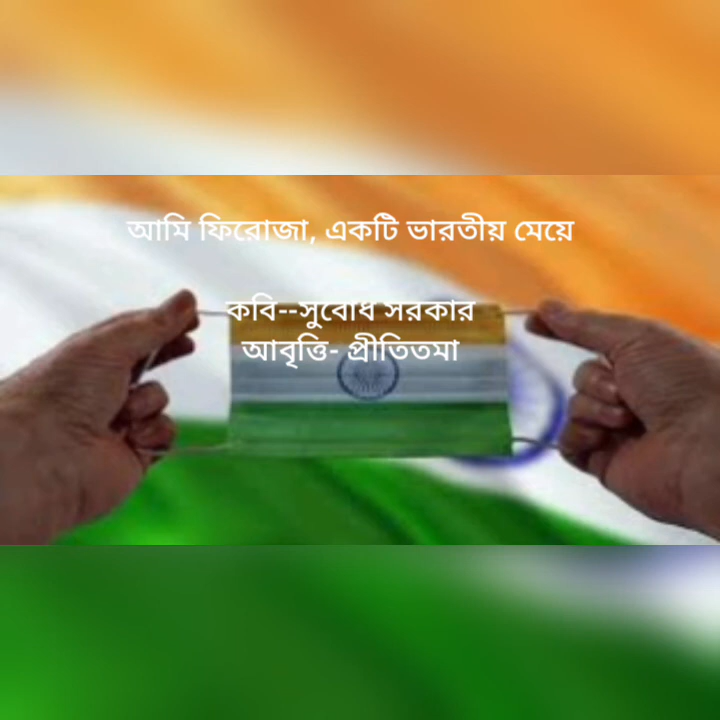 আমি ফিরোজা, একটি ভারতীয় মেয়ে
কবি--সুবোধ সরকার
আবৃত্তি- প্রীতিতমা